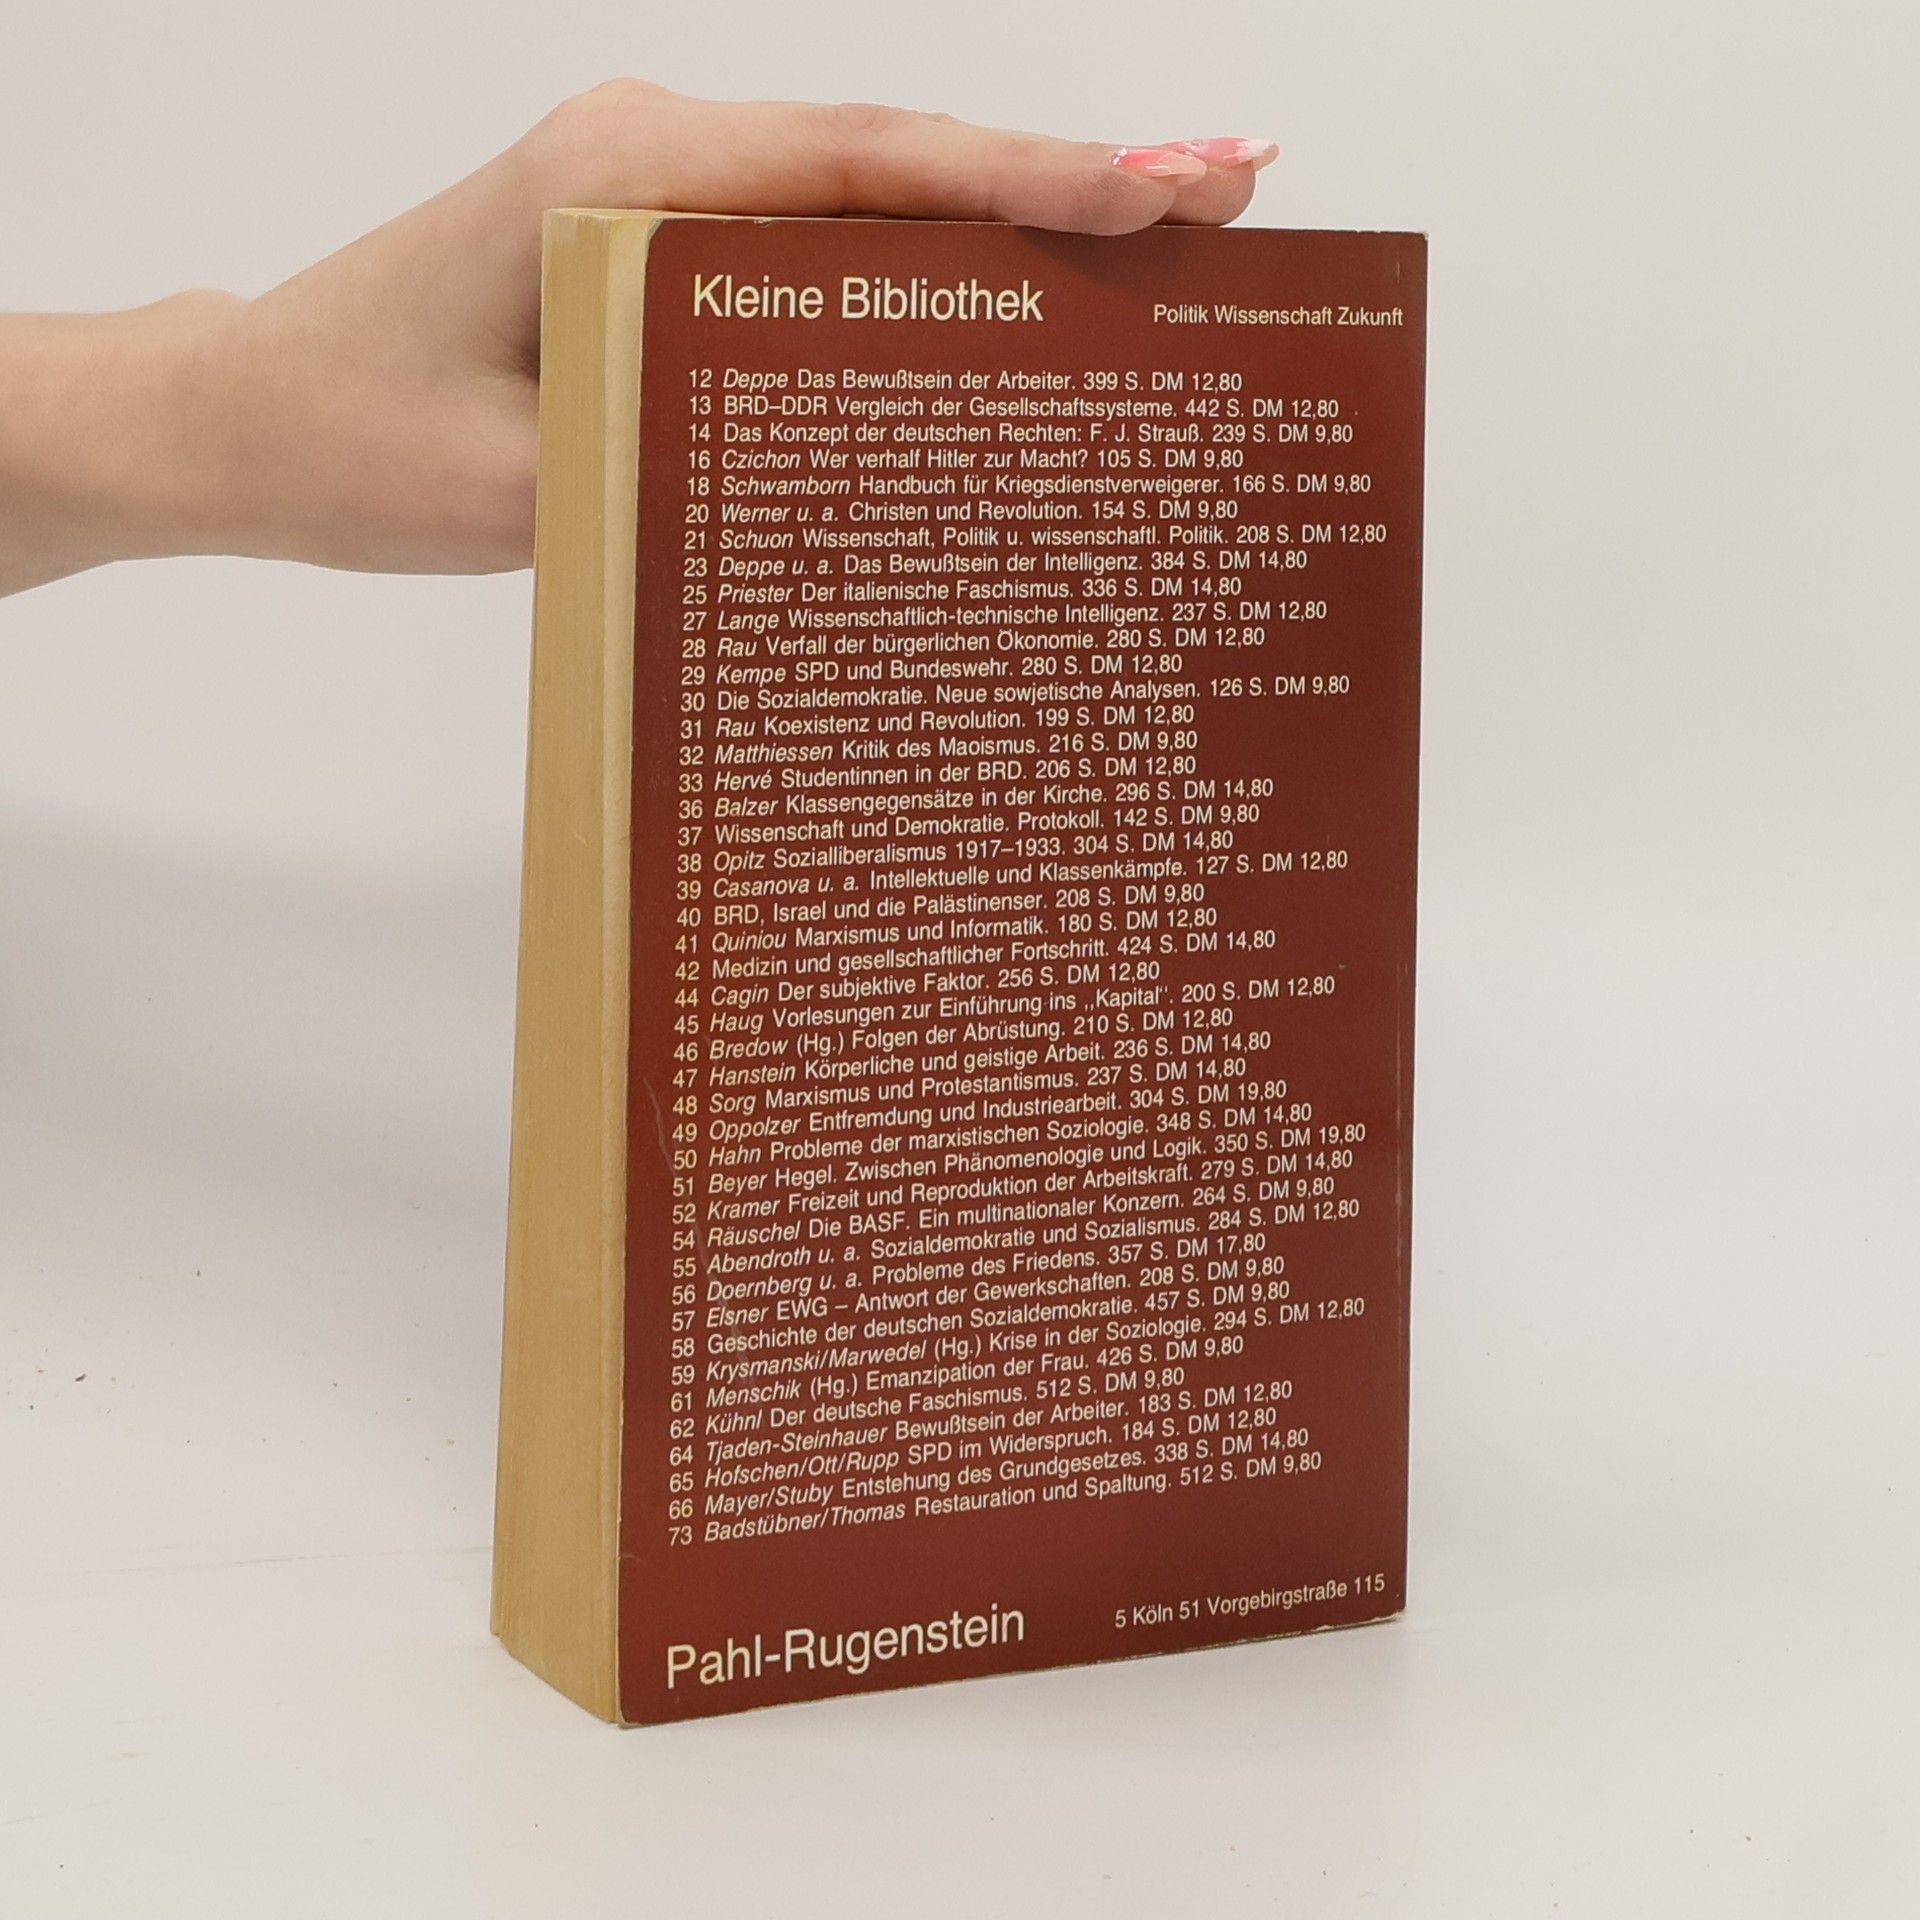 Kleine Bibliothek
Politik Wissenschaft Zukunft
12 Deppe Das Bewußtsein der Arbeiter. 399 S. DM 12,80
13 BRD–DDR Vergleich der Gesellschaftssysteme. 442 S. DM 12,80
14 Das Konzept der deutschen Rechten: F. J. Strauß. 239 S. DM 9,80
16 Czichon Wer verhalf Hitler zur Macht? 105 S. DM 9,80
18 Schwamborn Handbuch für Kriegsdienstverweigerer. 166 S. DM 9,80
20 Werner u. a. Christen und Revolution. 154 S. DM 9,80
21 Schuon Wissenschaft, Politik u. wissenschaftl. Politik. 208 S. DM 12,80
23 Deppe u. a. Das Bewußtsein der Intelligenz. 384 S. DM 14,80
25 Priester Der italienische Faschismus. 336 S. DM 14,80
27 Lange Wissenschaftlich-technische Intelligenz. 237 S. DM 12,80
28 Rau Verfall der bürgerlichen Ökonomie. 280 S. DM 12,80
29 Kempe SPD und Bundeswehr. 280 S. DM 12,80
30 Die Sozialdemokratie. Neue sowjetische Analysen. 126 S. DM 9,80
31 Rau Koexistenz und Revolution. 199 S. DM 12,80
32 Matthiessen Kritik des Maoismus. 216 S. DM 9,80
33 Hervé Studentinnen in der BRD. 206 S. DM 12,80
36 Balzer Klassengegensätze in der Kirche. 296 S. DM 14,80
37 Wissenschaft und Demokratie. Protokoll. 142 S. DM 9,80
38 Opitz Sozialliberalismus 1917–1933. 304 S. DM 14,80
39 Casanova u. a. Intellektuelle und Klassenkämpfe. 127 S. DM 12,80
40 BRD, Israel und die Palästinenser. 208 S. DM 9,80
41 Quiniou Marxismus und Informatik. 180 S. DM 12,80
42 Medizin und gesellschaftlicher Fortschritt. 424 S. DM 14,80
44 Cagin Der subjektive Faktor. 256 S. DM 12,80
45 Haug Vorlesungen zur Einführung ins „Kapital“. 200 S. DM 12,80
46 Bredow (Hg.) Folgen der Abrüstung. 210 S. DM 12,80
47 Hanstein Körperliche und geistige Arbeit. 236 S. DM 14,80
48 Sorg Marxismus und Protestantismus. 237 S. DM 14,80
49 Oppolzer Entfremdung und Industriearbeit. 304 S. DM 19,80
50 Hahn Probleme der marxistischen Soziologie. 348 S. DM 14,80
51 Beyer Hegel. Zwischen Phänomenologie und Logik. 350 S. DM 19,80
52 Kramer Freizeit und Reproduktion der Arbeitskraft. 279 S. DM 14,80
54 Räuschel Die BASF. Ein multinationaler Konzern. 264 S. DM 9,80
55 Abendroth u. a. Sozialdemokratie und Sozialismus. 284 S. DM 12,80
56 Doernberg u. a. Probleme des Friedens. 357 S. DM 17,80
57 Elsner EWG – Antwort der Gewerkschaften. 208 S. DM 9,80
58 Geschichte der deutschen Sozialdemokratie. 457 S. DM 9,80
59 Krysmanski/Marwedel (Hg.) Krise in der Soziologie. 294 S. DM 12,80
61 Menschik (Hg.) Emanzipation der Frau. 426 S. DM 9,80
62 Kühnl Der deutsche Faschismus. 512 S. DM 9,80
64 Tjaden-Steinhauer Bewußtsein der Arbeiter. 183 S. DM 12,80
65 Hofschen/Ott/Rupp SPD im Widerspruch. 184 S. DM 12,80
66 Mayer/Stuby Entstehung des Grundgesetzes. 338 S. DM 14,80
73 Badstübner/Thomas Restauration und Spaltung. 512 S. DM 9,80
Pahl-Rugenstein
5 Köln 51 Vorgebirgstraße 115